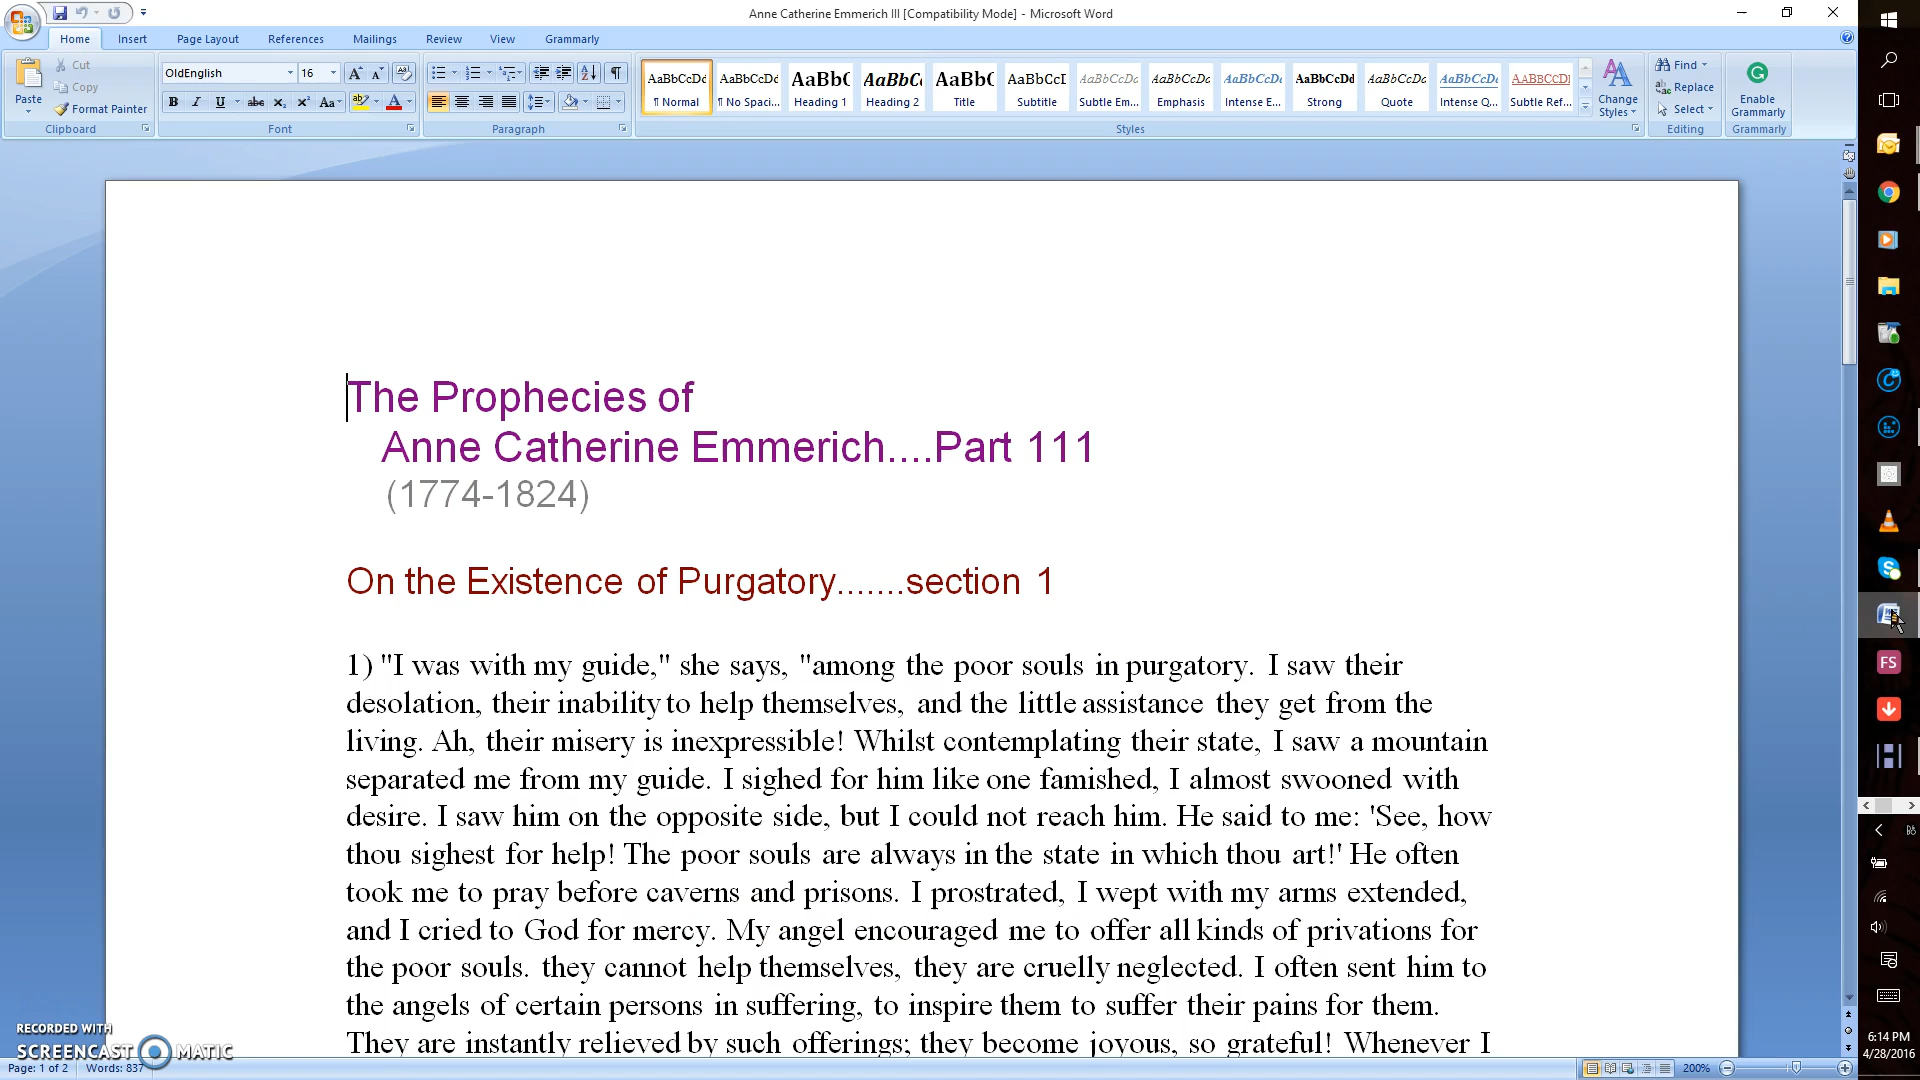 Anne Catherine Emmerich III [Compatibility Mode] - Microsoft Word
Home Insert Page Layout References Mailings Review View Grammarly
Paste
Cut
Copy
Format Painter
Clipboard
OldEnglish 16
Font
Paragraph
AaBbCcDd AaBbCcDd AaBbC AaBbC AaBbC AaBbCcI AaBbCcDc AaBbCcDc AaBbCcDc AaBbCcDd AaBbCcDc AaBbCcDc AABBCCDI
¶ Normal ¶ No Spaci... Heading 1 Heading 2 Title Subtitle Subtle Em... Emphasis Intense E... Strong Quote Intense Q... Subtle Ref...
Change
Styles
Styles
Find
Replace
Select
Editing
Enable
Grammarly
Grammarly
The Prophecies of
Anne Catherine Emmerich....Part 111
(1774-1824)
On the Existence of Purgatory.......section 1
1) "I was with my guide," she says, "among the poor souls in purgatory. I saw their
desolation, their inability to help themselves, and the little assistance they get from the
living. Ah, their misery is inexpressible! Whilst contemplating their state, I saw a mountain
separated me from my guide. I sighed for him like one famished, I almost swooned with
desire. I saw him on the opposite side, but I could not reach him. He said to me: 'See, how
thou sighest for help! The poor souls are always in the state in which thou art!' He often
took me to pray before caverns and prisons. I prostrated, I wept with my arms extended,
and I cried to God for mercy. My angel encouraged me to offer all kinds of privations for
the poor souls. they cannot help themselves, they are cruelly neglected. I often sent him to
the angels of certain persons in suffering, to inspire them to suffer their pains for them.
They are instantly relieved by such offerings; they become joyous, so grateful! Whenever I
RECORDED WITH
SCREENCAST MATIC
Page: 1 of 2 Words: 837
200%
FS
6:14 PM
4/28/2016